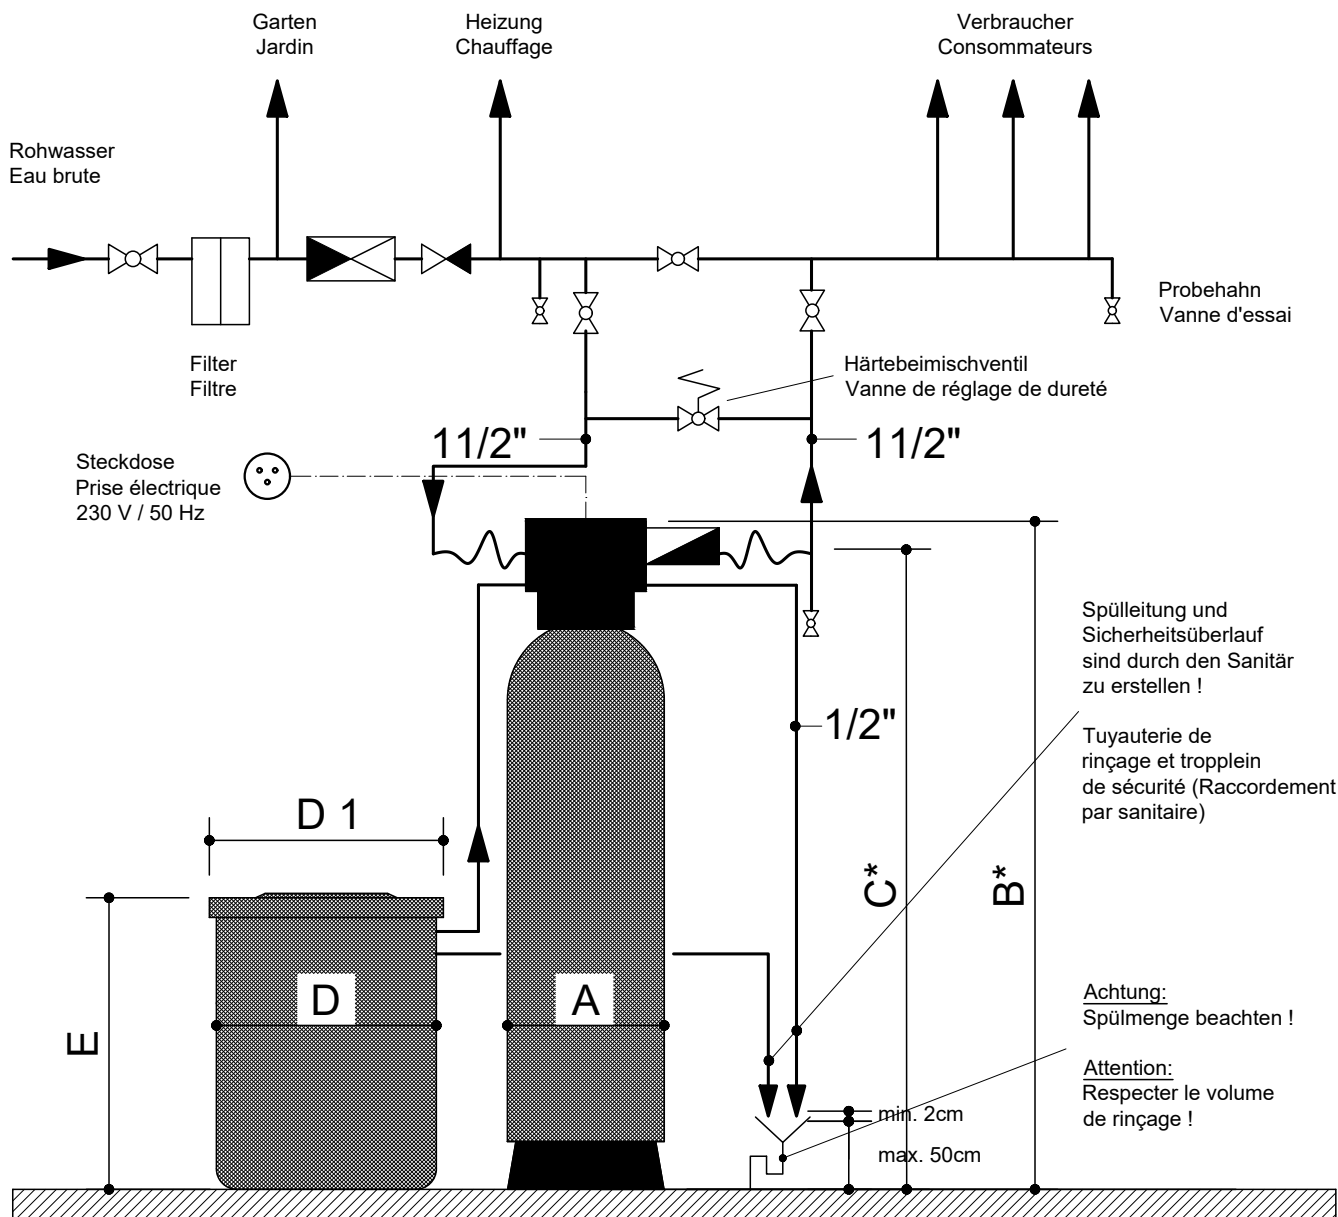 Garten
Jardin
Heizung
Chauffage
Verbraucher
Consommateurs
Rohwasser
Eau brute
Probehahn
Vanne d'essai
Filter
Filtre
Härtebeimischventil
Vanne de réglage de dureté
11/2"
11/2"
Steckdose
Prise électrique
230 V / 50 Hz
Spülleitung und
Sicherheitsüberlauf
sind durch den Sanitär
zu erstellen !
1/2"
Tuyauterie de
rinçage et tropplein
de sécurité (Raccordement
par sanitaire)
D 1
C*
B*
D
A
E
Achtung:
Spülmenge beachten !
Attention:
Respecter le volume
de rinçage !
min. 2cm
max. 50cm